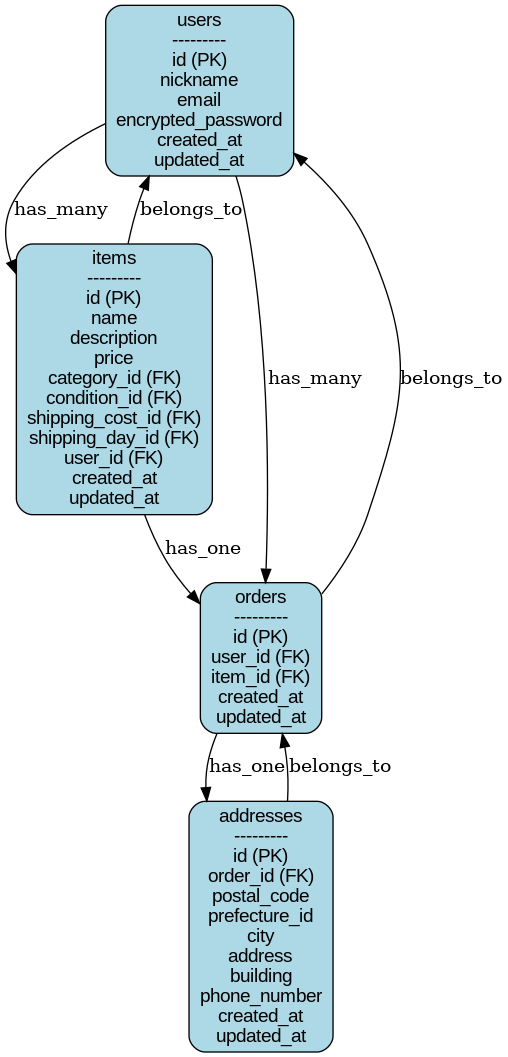 users
---------
id (PK)
nickname
email
encrypted_password
created_at
updated_at
has_many
belongs_to
items
---------
id (PK)
name
description
price
category_id (FK)
condition_id (FK)
shipping_cost_id (FK)
shipping_day_id (FK)
user_id (FK)
created_at
updated_at
has_many
belongs_to
has_one
orders
---------
id (PK)
user_id (FK)
item_id (FK)
created_at
updated_at
has_one
belongs_to
addresses
---------
id (PK)
order_id (FK)
postal_code
prefecture_id
city
address
building
phone_number
created_at
updated_at